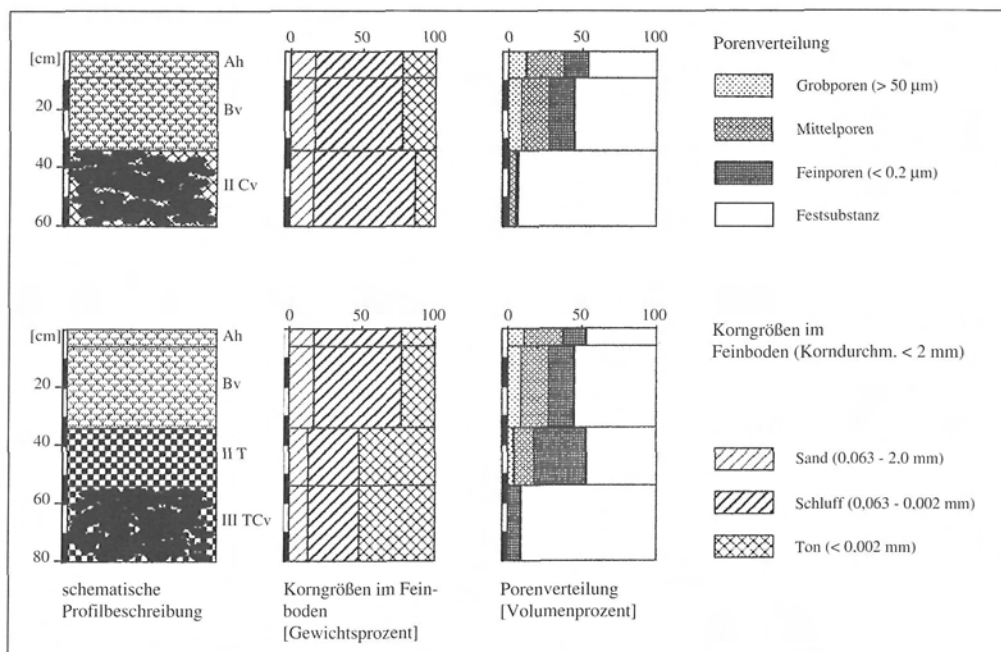 0 50 100
0 50 100
[cm]
Ah
Bv
20
40
II Cv
60
Porenverteilung
Grobporen (> 50 µm)
Mittelporen
Feinporen (< 0,2 µm)
Festsubstanz
0 50 100
0 50 100
[cm]
Ah
Bv
20
40
II T
60
III TCv
80
Korngrößen im
Feinboden (Korndurchm. < 2 mm)
Sand (0.063 - 2.0 mm)
Schluff (0,063 - 0,002 mm)
Ton (< 0.002 mm)
schematische
Profilbeschreibung
Korngrößen im Fein-
boden
[Gewichtsprozent]
Porenverteilung
[Volumenprozent]